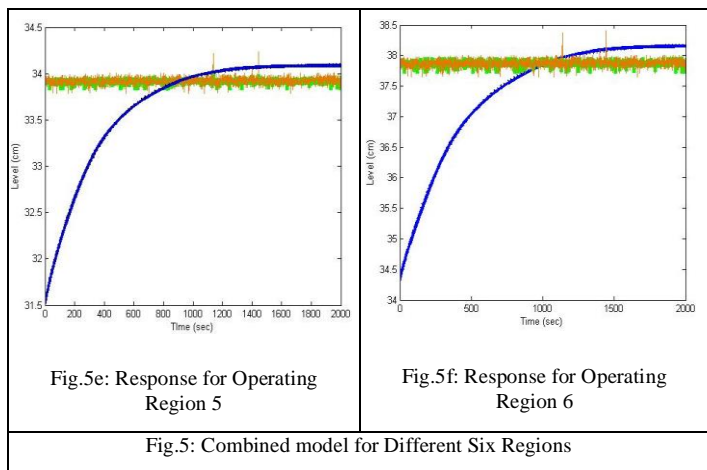 34.5
34
33.5
33
32.5
32
31.5
Level (cm)
0 200 400 600 800 1000 1200 1400 1600 1800 2000
Time (sec)
Fig.5e: Response for Operating
Region 5
38.5
38
37.5
37
36.5
36
35.5
35
34.5
34
Level (cm)
0 500 1000 1500 2000
Time (sec)
Fig.5f: Response for Operating
Region 6
Fig.5: Combined model for Different Six Regions